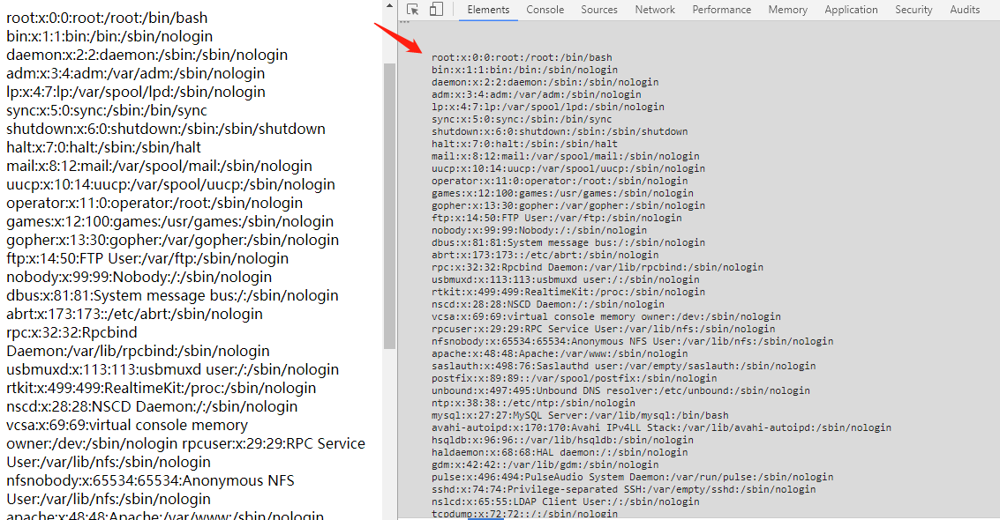 root:x:0:0:root:/root:/bin/bash
bin:x:1:1:bin:/bin:/sbin/nologin
daemon:x:2:2:daemon:/sbin:/sbin/nologin
adm:x:3:4:adm:/var/adm:/sbin/nologin
lp:x:4:7:lp:/var/spool/lpd:/sbin/nologin
sync:x:5:0:sync:/sbin:/bin/sync
shutdown:x:6:0:shutdown:/sbin:/sbin/shutdown
halt:x:7:0:halt:/sbin:/sbin/halt
mail:x:8:12:mail:/var/spool/mail:/sbin/nologin
uucp:x:10:14:uucp:/var/spool/uucp:/sbin/nologin
operator:x:11:0:operator:/root:/sbin/nologin
games:x:12:100:games:/usr/games:/sbin/nologin
gopher:x:13:30:gopher:/var/gopher:/sbin/nologin
ftp:x:14:50:FTP User:/var/ftp:/sbin/nologin
nobody:x:99:99:Nobody:/:/sbin/nologin
dbus:x:81:81:System message bus:/:/sbin/nologin
abrt:x:173:173::/etc/abrt:/sbin/nologin
rpc:x:32:32:Rpcbind
Daemon:/var/lib/rpcbind:/sbin/nologin
usbmuxd:x:113:113:usbmuxd user:/:/sbin/nologin
rtkit:x:499:499:RealtimeKit:/proc:/sbin/nologin
nscd:x:28:28:NSCD Daemon:/:/sbin/nologin
vcsa:x:69:69:virtual console memory
owner:/dev:/sbin/nologin rpcuser:x:29:29:RPC Service
User:/var/lib/nfs:/sbin/nologin
nfsnobody:x:65534:65534:Anonymous NFS
User:/var/lib/nfs:/sbin/nologin
apache:x:48:48:Apache:/var/www:/sbin/nologin
Elements Console Sources Network Performance Memory Application Security Audits
root:x:0:0:root:/root:/bin/bash
bin:x:1:1:bin:/bin:/sbin/nologin
daemon:x:2:2:daemon:/sbin:/sbin/nologin
adm:x:3:4:adm:/var/adm:/sbin/nologin
lp:x:4:7:lp:/var/spool/lpd:/sbin/nologin
sync:x:5:0:sync:/sbin:/bin/sync
shutdown:x:6:0:shutdown:/sbin:/sbin/shutdown
halt:x:7:0:halt:/sbin:/sbin/halt
mail:x:8:12:mail:/var/spool/mail:/sbin/nologin
uucp:x:10:14:uucp:/var/spool/uucp:/sbin/nologin
operator:x:11:0:operator:/root:/sbin/nologin
games:x:12:100:games:/usr/games:/sbin/nologin
gopher:x:13:30:gopher:/var/gopher:/sbin/nologin
ftp:x:14:50:FTP User:/var/ftp:/sbin/nologin
nobody:x:99:99:Nobody:/:/sbin/nologin
dbus:x:81:81:System message bus:/:/sbin/nologin
abrt:x:173:173::/etc/abrt:/sbin/nologin
rpc:x:32:32:Rpcbind Daemon:/var/lib/rpcbind:/sbin/nologin
usbmuxd:x:113:113:usbmuxd user:/:/sbin/nologin
rtkit:x:499:499:RealtimeKit:/proc:/sbin/nologin
nscd:x:28:28:NSCD Daemon:/:/sbin/nologin
vcsa:x:69:69:virtual console memory owner:/dev:/sbin/nologin
rpcuser:x:29:29:RPC Service User:/var/lib/nfs:/sbin/nologin
nfsnobody:x:65534:65534:Anonymous NFS User:/var/lib/nfs:/sbin/nologin
apache:x:48:48:Apache:/var/www:/sbin/nologin
saslauth:x:498:76:Saslauthd user:/var/empty/saslauth:/sbin/nologin
postfix:x:89:89::/var/spool/postfix:/sbin/nologin
unbound:x:497:495:Unbound DNS resolver:/etc/unbound:/sbin/nologin
ntp:x:38:38::/etc/ntp:/sbin/nologin
mysql:x:27:27:MySQL Server:/var/lib/mysql:/bin/bash
avahi-autoipd:x:170:170:Avahi IPv4LL Stack:/var/lib/avahi-autoipd:/sbin/nologin
hsqldb:x:96:96::/var/lib/hsqldb:/sbin/nologin
haldaemon:x:68:68:HAL daemon:/:/sbin/nologin
gdm:x:42:42::/var/lib/gdm:/sbin/nologin
pulse:x:496:494:PulseAudio System Daemon:/var/run/pulse:/sbin/nologin
sshd:x:74:74:Privilege-separated SSH:/var/empty/sshd:/sbin/nologin
nslcd:x:65:55:LDAP Client User:/:/sbin/nologin
tcpdump:x:72:72::/:/sbin/nologin